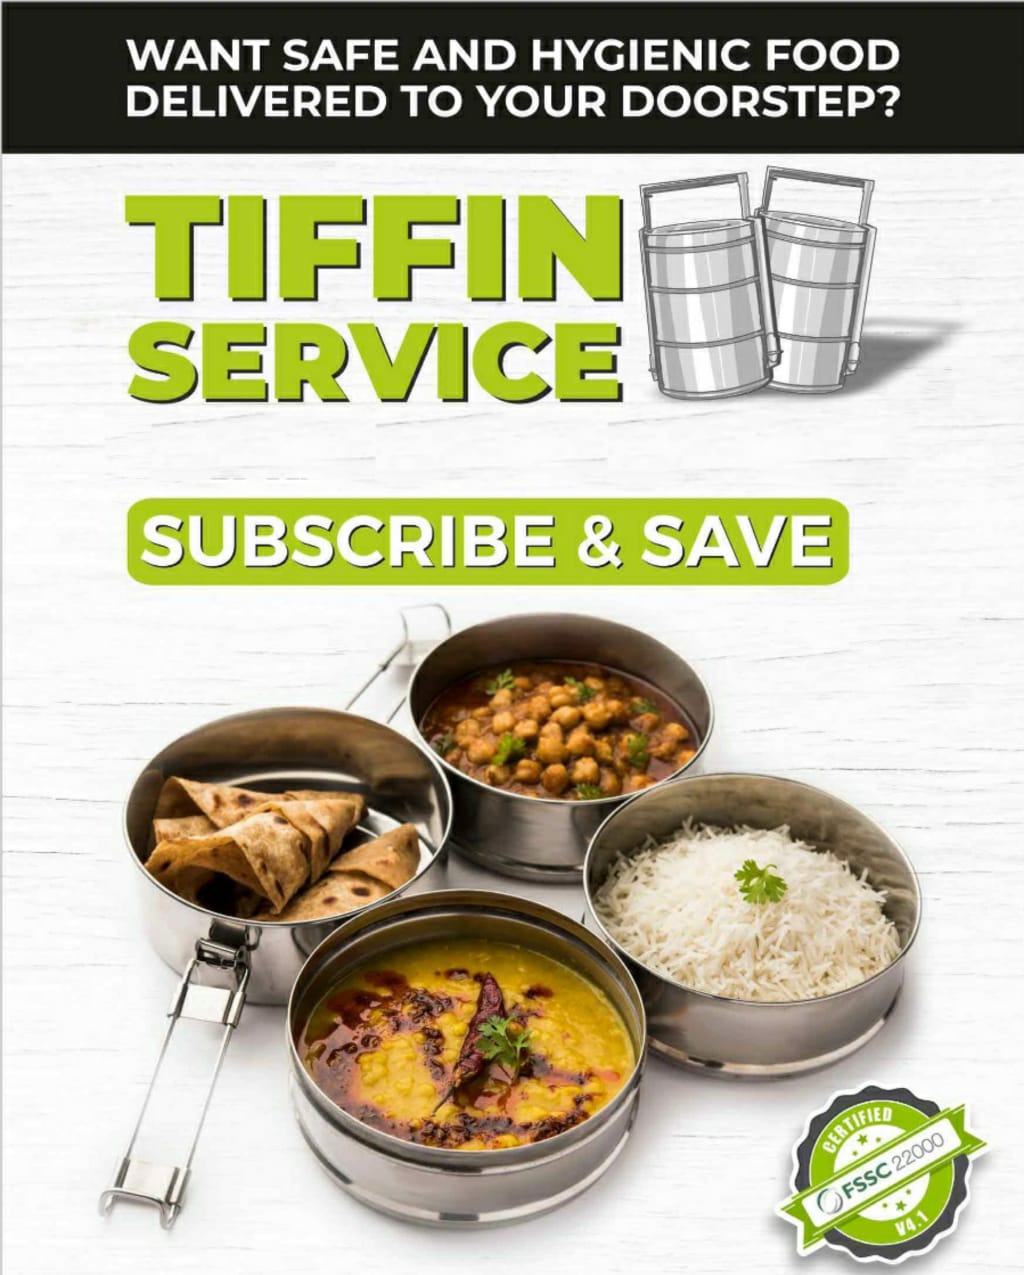 WANT SAFE AND HYGIENIC FOOD
DELIVERED TO YOUR DOORSTEP?
TIFFIN
SERVICE
SUBSCRIBE & SAVE
CERTIFIED
FSSC 22000
V4.1